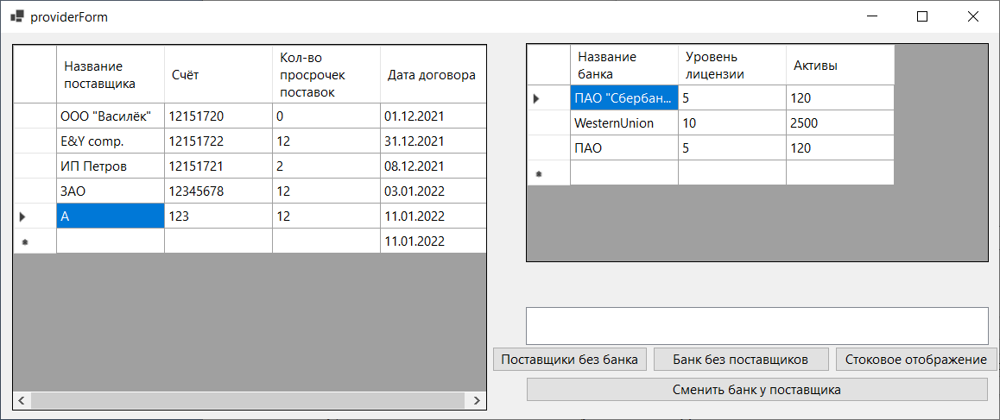 providerForm
Название поставщика Счёт Кол-во просрочек поставок Дата договора
ООО "Василёк" 12151720 0 01.12.2021
E&Y comp. 12151722 12 31.12.2021
ИП Петров 12151721 2 08.12.2021
ЗАО 12345678 12 03.01.2022
А 123 12 11.01.2022
11.01.2022
Название банка Уровень лицензии Активы
ПАО "Сбербан... 5 120
WesternUnion 10 2500
ПАО 5 120
Поставщики без банка Банк без поставщиков Стоковое отображение
Сменить банк у поставщика